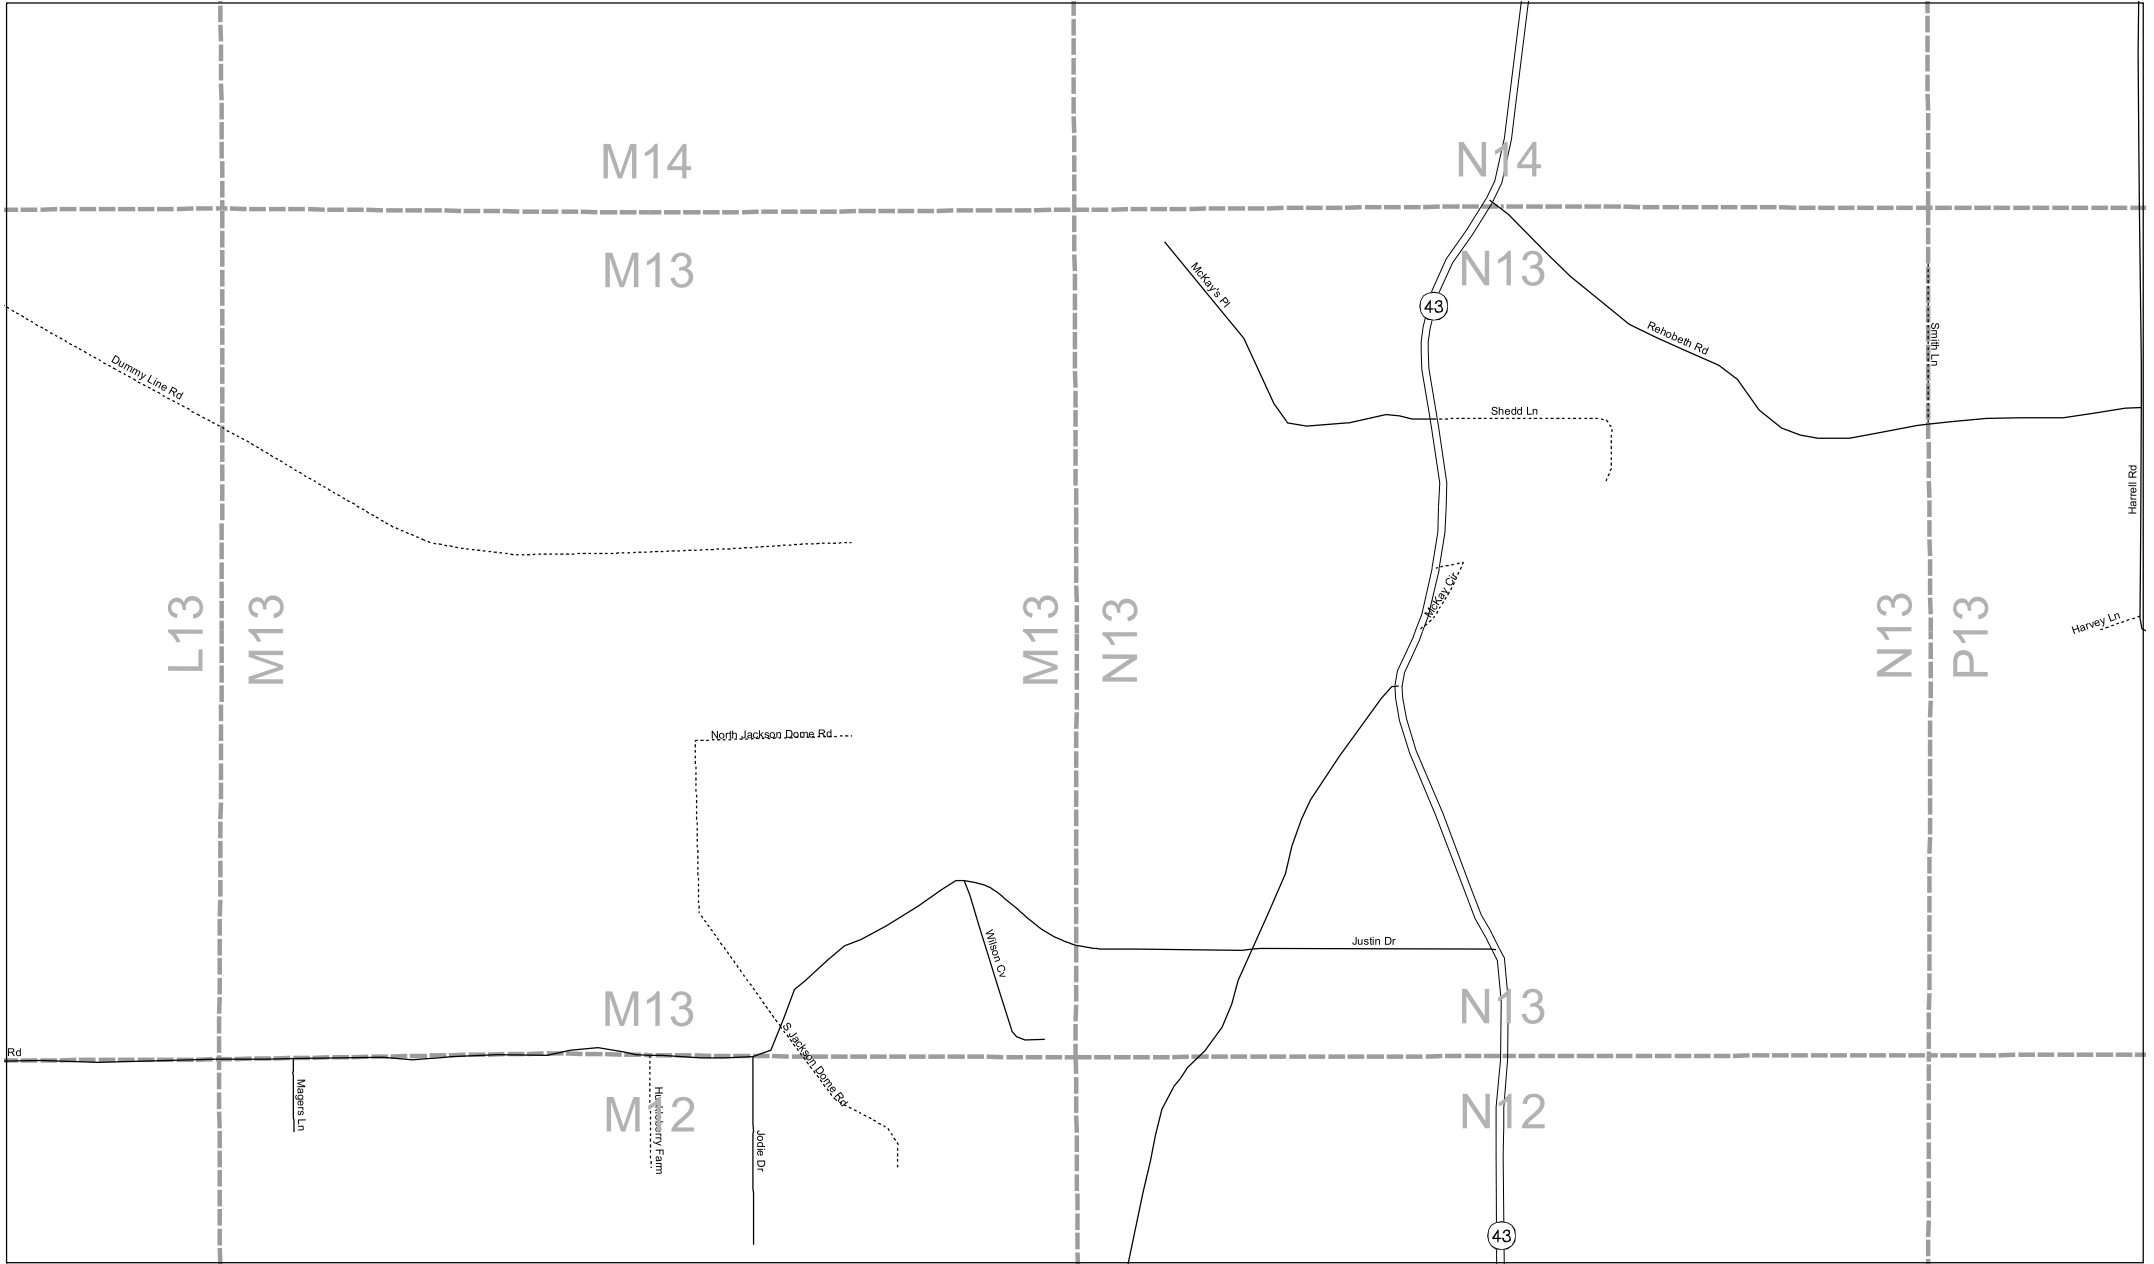 M14
N14
M13
N13
McKay's Pl
43
Rehobeth Rd
Smith Ln
Dummy Line Rd
Shedd Ln
Harrell Rd
McKay Cir
L13
M13
M13
N13
N13
P13
Harvey Ln
North Jackson Dome Rd
Justin Dr
Wilson Cv
M13
N13
S Jackson Dome Rd
Rd
Magers Ln
Huckleberry Farm
M12
N12
Jodie Dr
43